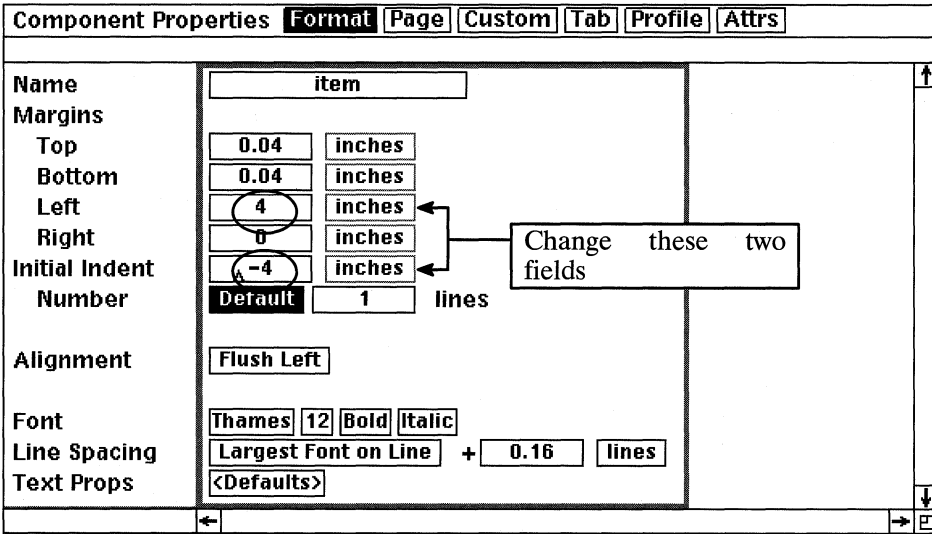 Component Properties Format Page Custom Tab Profile Attrs
Name item
Margins
Top 0.04 inches
Bottom 0.04 inches
Left 4 inches
Right 0 inches
Change these two
fields
Initial Indent -4 inches
Number Default 1 lines
Alignment Flush Left
Font Thames 12 Bold Italic
Line Spacing Largest Font on Line + 0.16 lines
Text Props <Defaults>